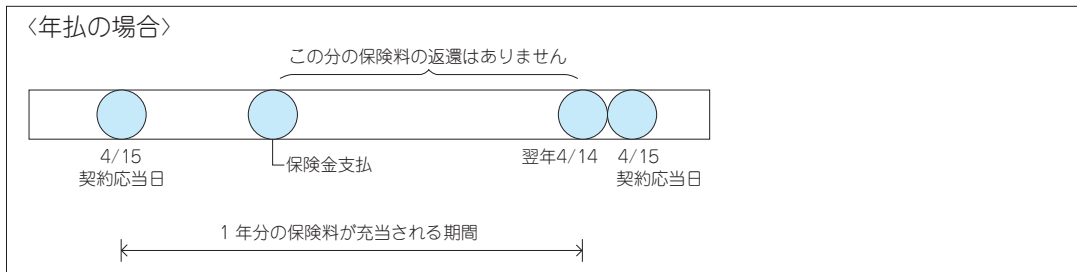 〈年払の場合〉
この分の保険料の返還はありません
4/15
契約応当日
保険金支払
翌年4/14
4/15
契約応当日
1年分の保険料が充当される期間